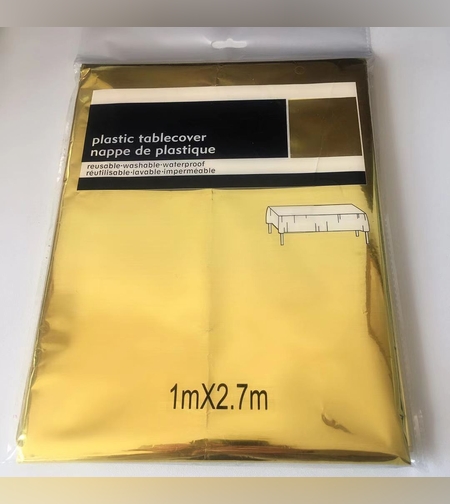 plastic tablecover
nappe de plastique
reusable·washable·waterproof
réutilisable·lavable·imperméable
1mX2.7m